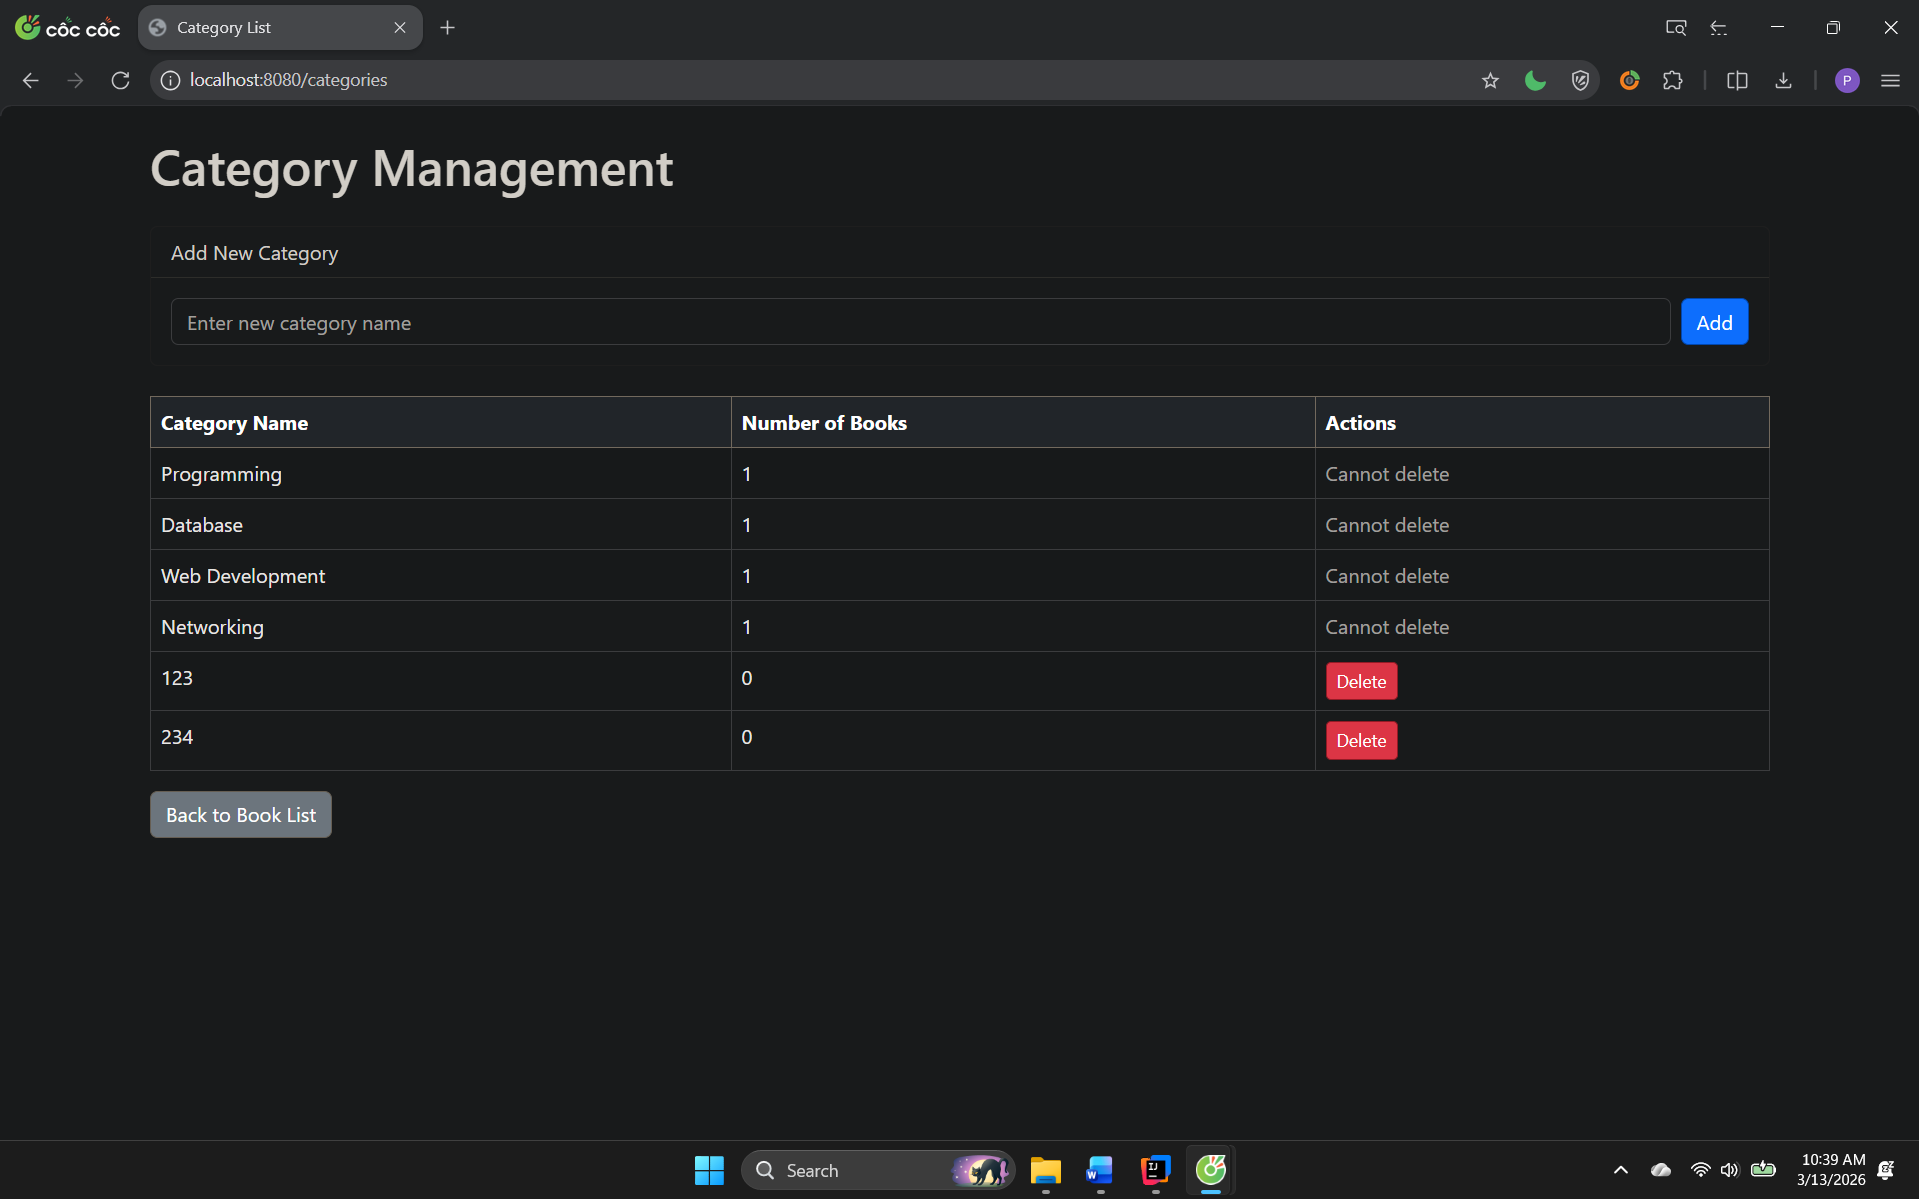 cốc cốc
Category List
localhost:8080/categories
P
Category Management
Add New Category
Enter new category name
Add
Category Name Number of Books Actions
Programming 1 Cannot delete
Database 1 Cannot delete
Web Development 1 Cannot delete
Networking 1 Cannot delete
123 0 Delete
234 0 Delete
Back to Book List
Search
W
IJ
10:39 AM
3/13/2026